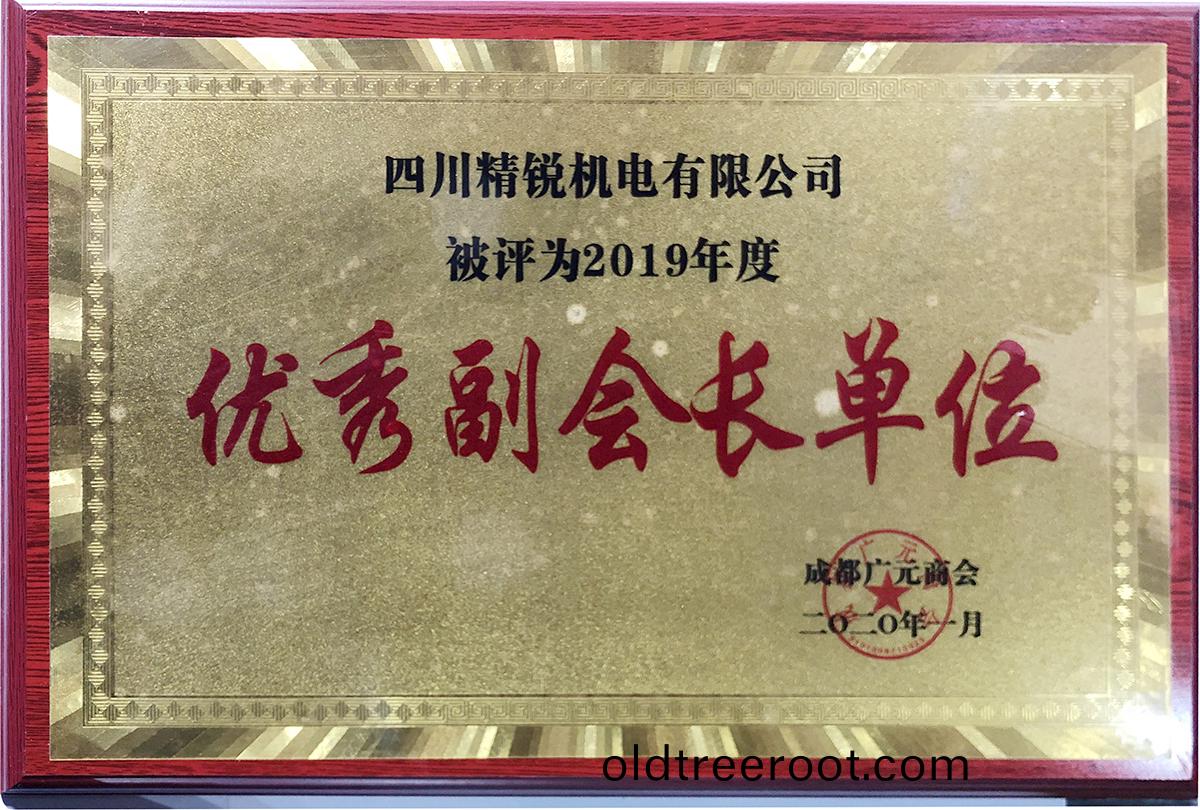 四川精锐机电有限公司
被评为2019年度
优秀副会长单位
成都广元商会
二〇二〇年一月
oldtreeroot.com